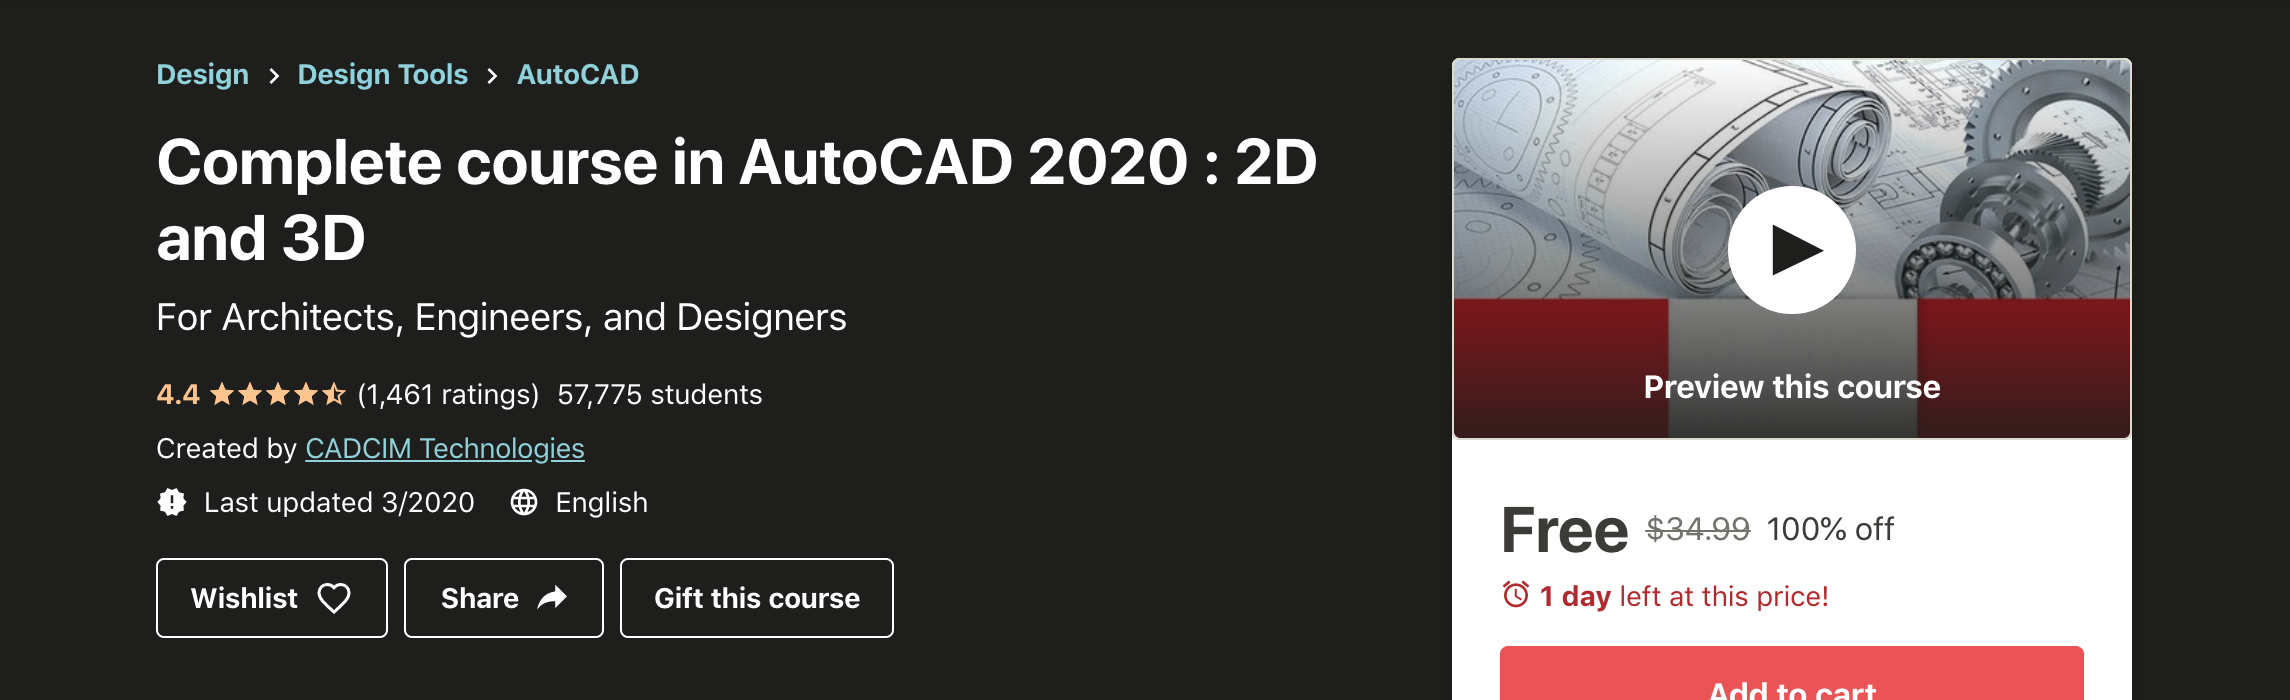 Design > Design Tools > AutoCAD
Complete course in AutoCAD 2020 : 2D
and 3D
For Architects, Engineers, and Designers
4.4 (1,461 ratings) 57,775 students
Created by CADCIM Technologies
Last updated 3/2020 English
Wishlist Share Gift this course
Preview this course
Free $34.99 100% off
1 day left at this price!
Add to cart